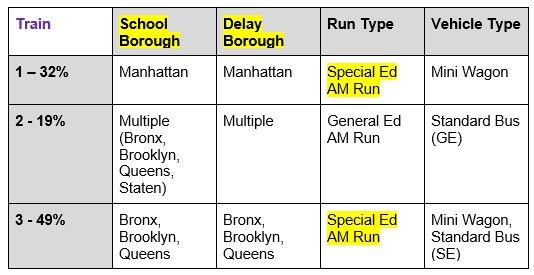 Train School Borough Delay Borough Run Type Vehicle Type
1 – 32% Manhattan Manhattan Special Ed AM Run Mini Wagon
2 - 19% Multiple (Bronx, Brooklyn, Queens, Staten) Multiple General Ed AM Run Standard Bus (GE)
3 - 49% Bronx, Brooklyn, Queens Bronx, Brooklyn, Queens Special Ed AM Run Mini Wagon, Standard Bus (SE)